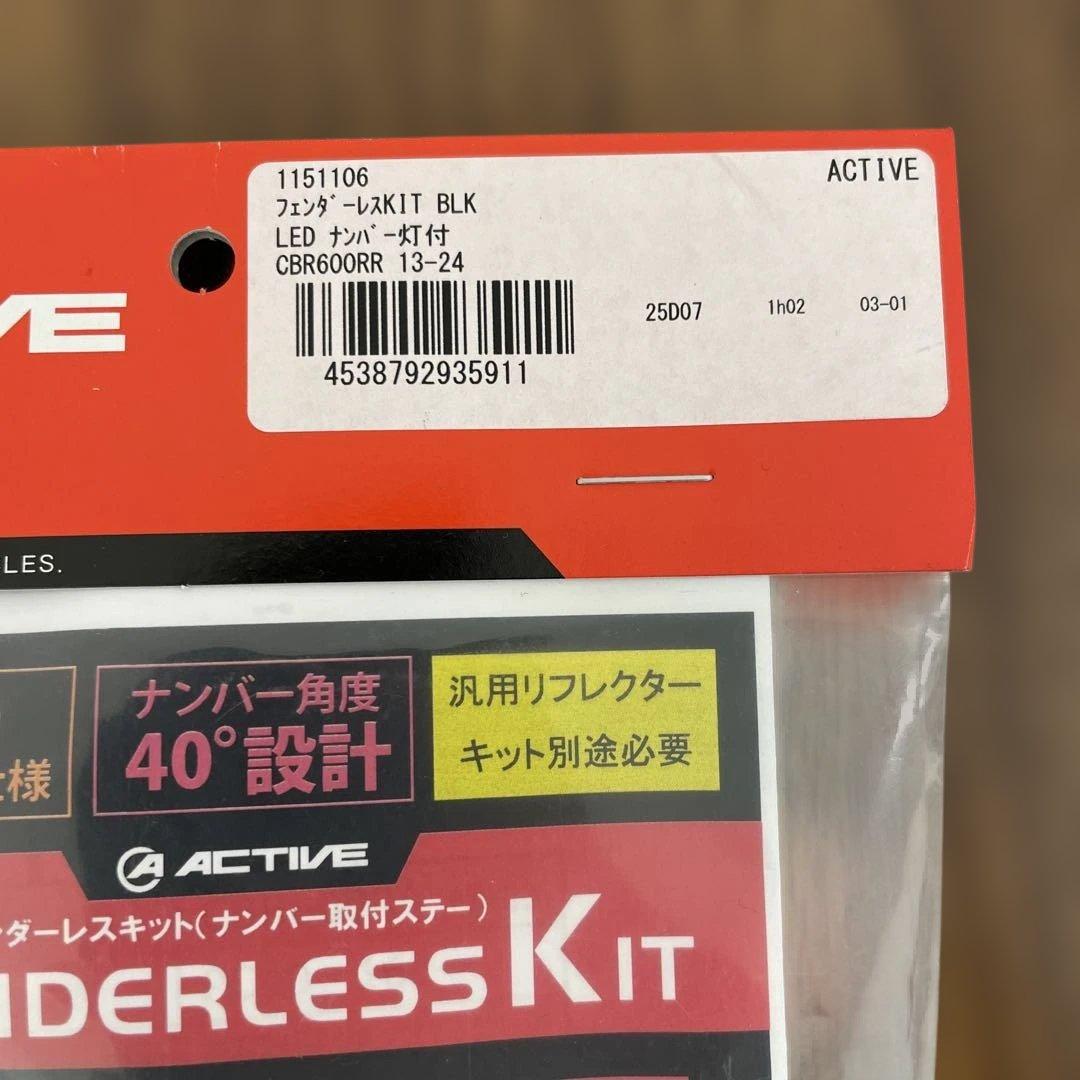 1151106
ACTIVE
ﾌｪﾝﾀﾞｰﾚｽKIT BLK
LED ﾅﾝﾊﾞｰ灯付
CBR600RR 13-24
25D07 1h02 03-01
4538792935911
VE
LES.
ナンバー角度
40°設計
汎用リフレクター
キット別途必要
仕様
ACTIVE
ダーレスキット(ナンバー取付ステー)
NDERLESS KIT